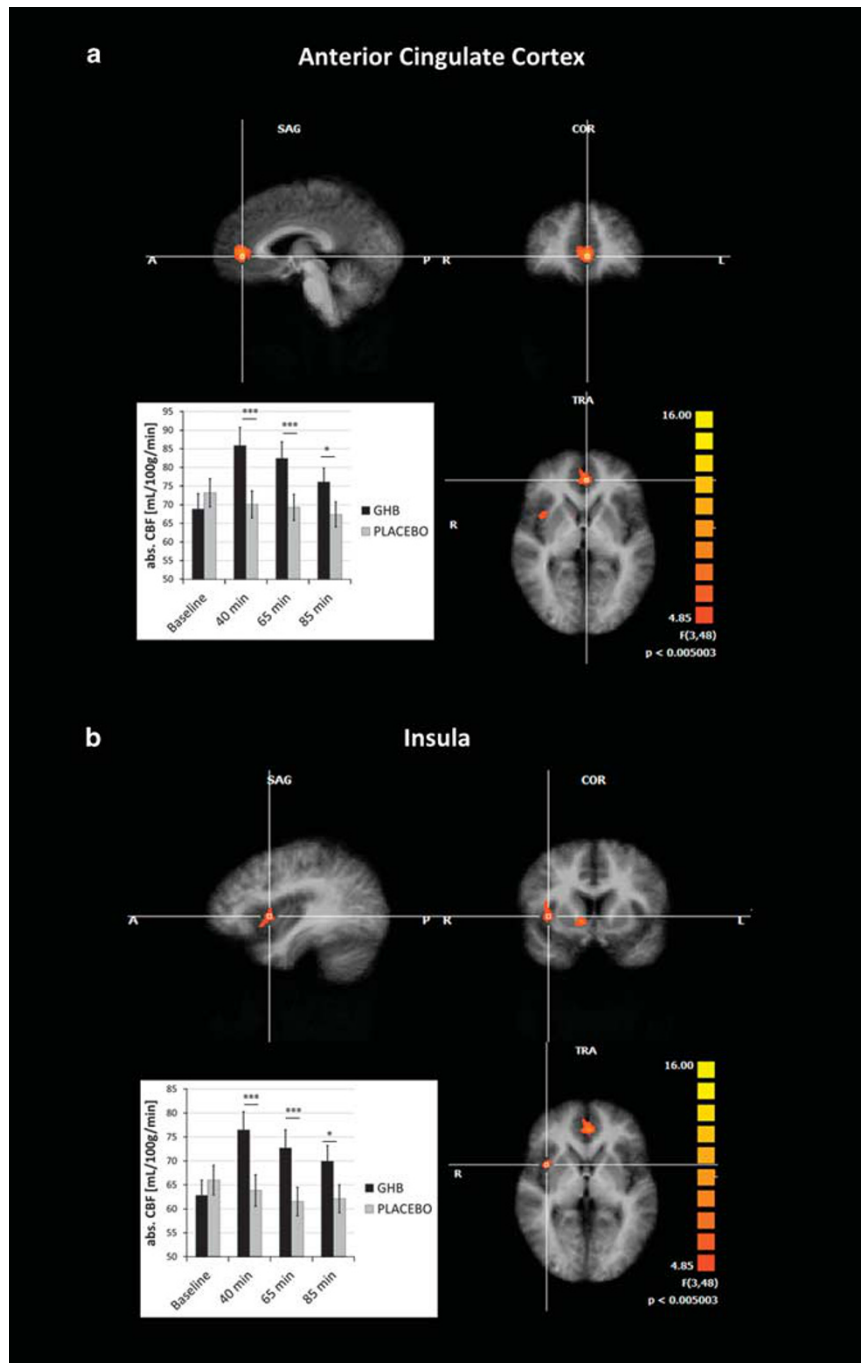 a
Anterior Cingulate Cortex
SAG
COR
A
P
R
L
95
90
85
80
75
70
65
60
55
50
abs. CBF [mL/100g/min]
***
***
*
GHB
PLACEBO
Baseline
40 min
65 min
85 min
TRA
R
16.00
4.85
F(3,48)
p < 0.005003
b
Insula
SAG
COR
A
P
R
L
85
80
75
70
65
60
55
50
abs. CBF [mL/100g/min]
***
***
*
GHB
PLACEBO
Baseline
40 min
65 min
85 min
TRA
R
16.00
4.85
F(3,48)
p < 0.005003